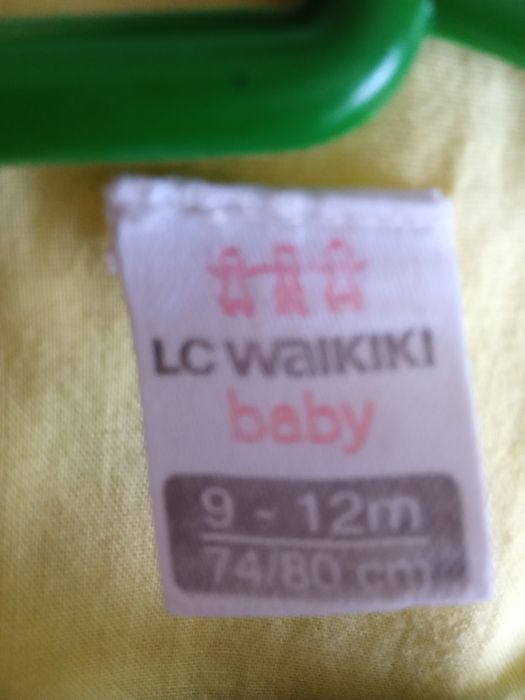 LC WAIKIKI
baby
9 - 12m
74/80 cm